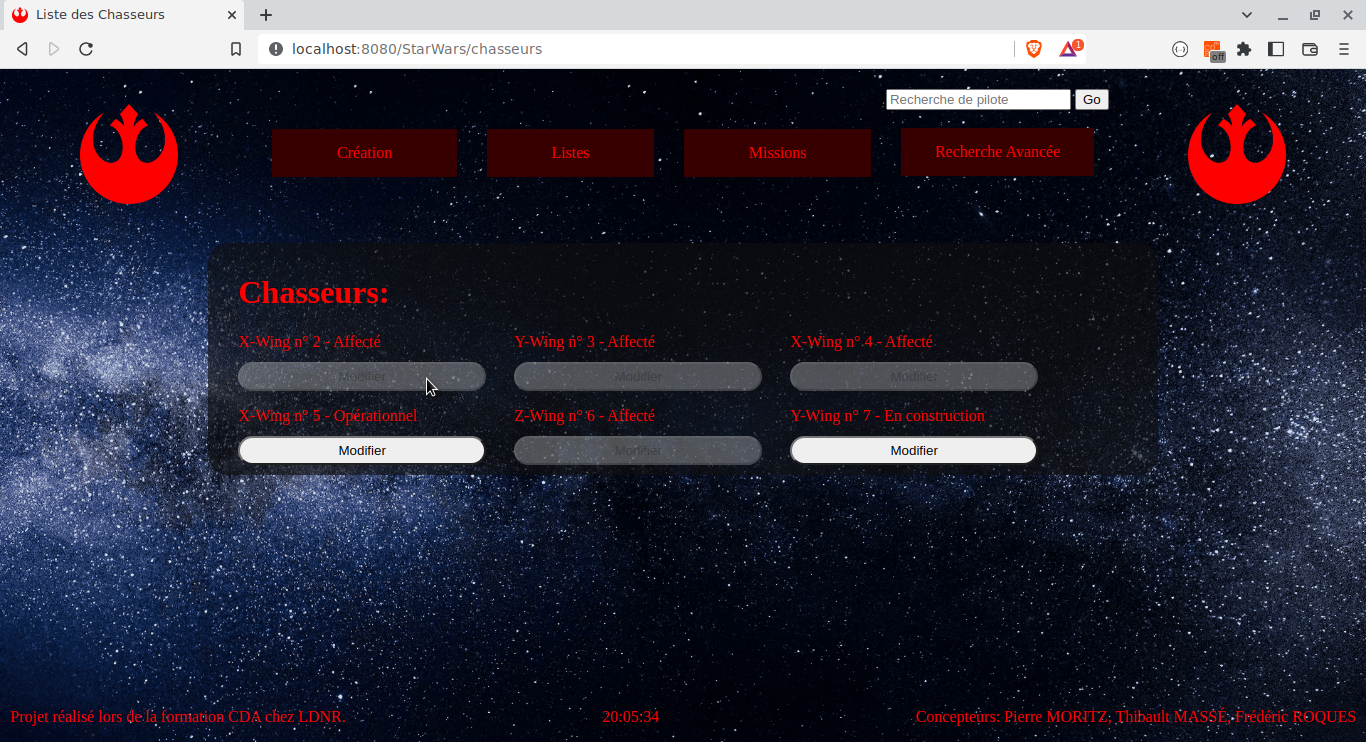 Liste des Chasseurs
localhost:8080/StarWars/chasseurs
1
off
Recherche de pilote Go
Création Listes Missions Recherche Avancée
Chasseurs:
X-Wing n° 2 - Affecté Y-Wing n° 3 - Affecté X-Wing n° 4 - Affecté
Modifier Modifier Modifier
X-Wing n° 5 - Opérationnel Z-Wing n° 6 - Affecté Y-Wing n° 7 - En construction
Modifier Modifier Modifier
Projet réalisé lors de la formation CDA chez LDNR. 20:05:34 Concepteurs: Pierre MORITZ, Thibault MASSÉ, Frédéric ROQUES